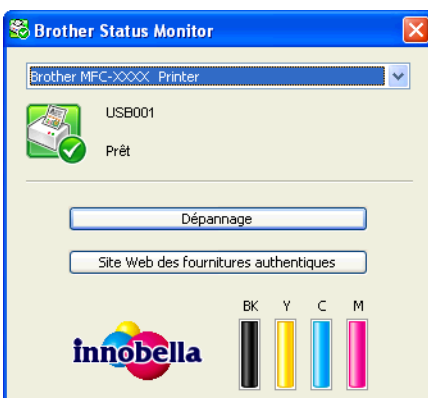 Brother Status Monitor
Brother MFC-XXXX Printer
USB001
Prêt
Dépannage
Site Web des fournitures authentiques
BK Y C M
innobella